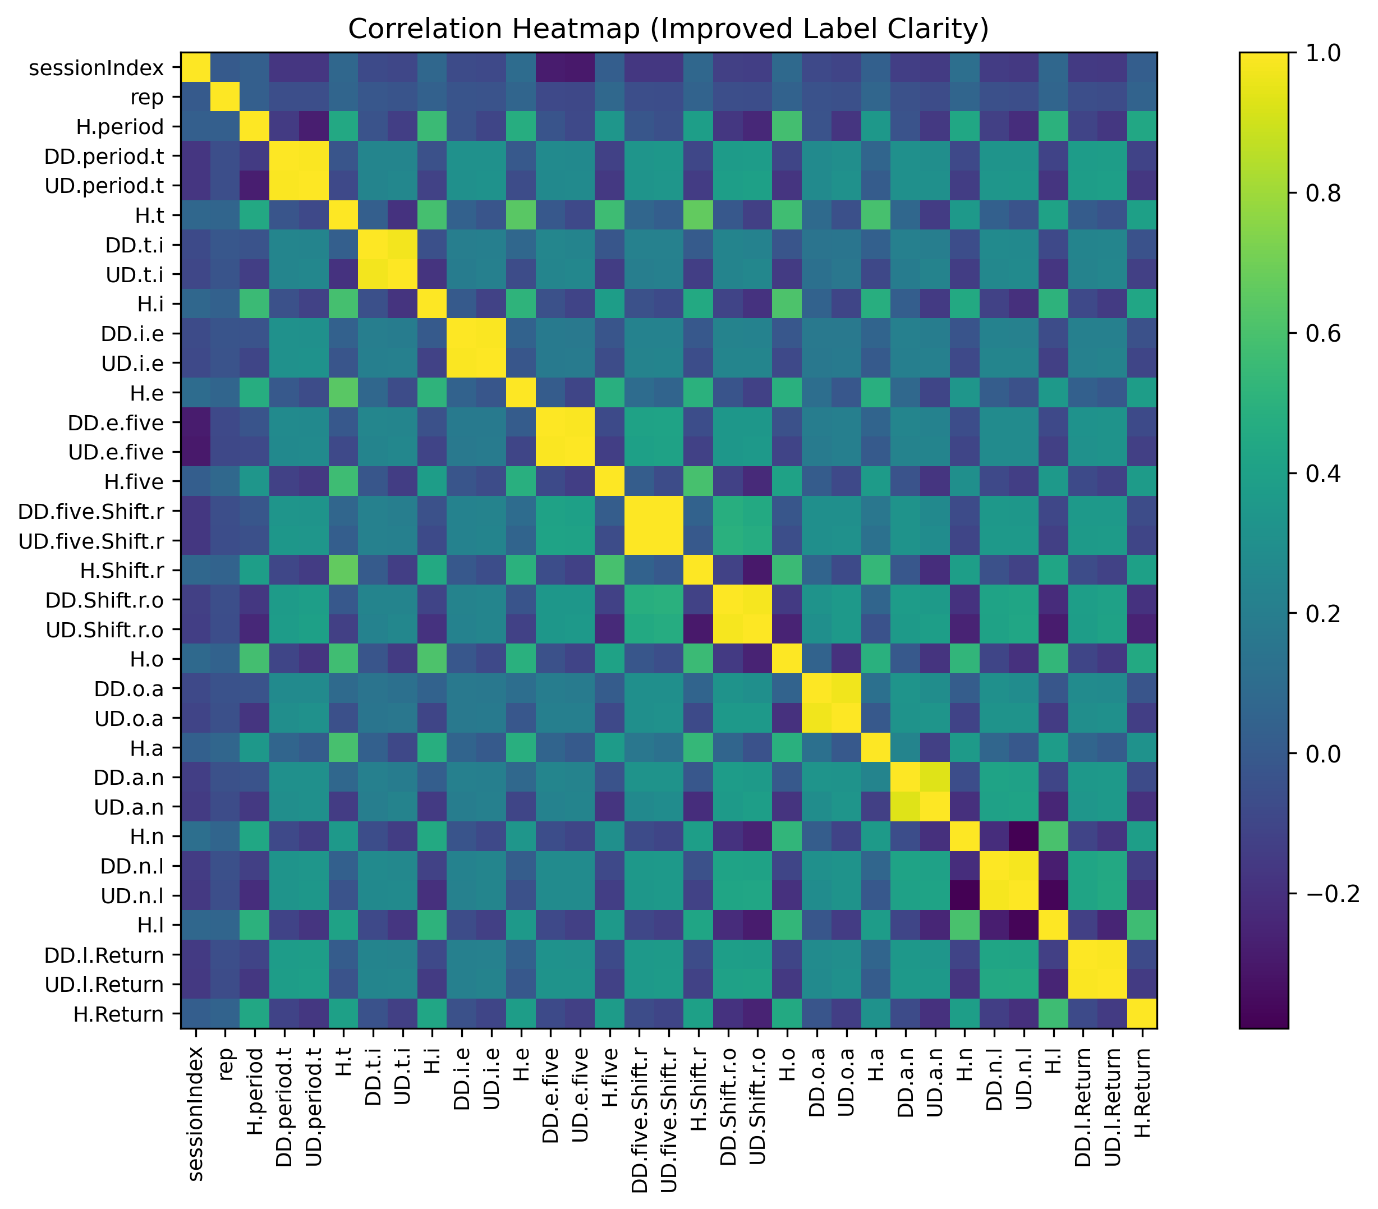 Correlation Heatmap (Improved Label Clarity)
sessionIndex
rep
H.period
DD.period.t
UD.period.t
H.t
DD.t.i
UD.t.i
H.i
DD.i.e
UD.i.e
H.e
DD.e.five
UD.e.five
H.five
DD.five.Shift.r
UD.five.Shift.r
H.Shift.r
DD.Shift.r.o
UD.Shift.r.o
H.o
DD.o.a
UD.o.a
H.a
DD.a.n
UD.a.n
H.n
DD.n.l
UD.n.l
H.l
DD.l.Return
UD.l.Return
H.Return
sessionIndex
rep
H.period
DD.period.t
UD.period.t
H.t
DD.t.i
UD.t.i
H.i
DD.i.e
UD.i.e
H.e
DD.e.five
UD.e.five
H.five
DD.five.Shift.r
UD.five.Shift.r
H.Shift.r
DD.Shift.r.o
UD.Shift.r.o
H.o
DD.o.a
UD.o.a
H.a
DD.a.n
UD.a.n
H.n
DD.n.l
UD.n.l
H.l
DD.l.Return
UD.l.Return
H.Return
1.0
0.8
0.6
0.4
0.2
0.0
−0.2